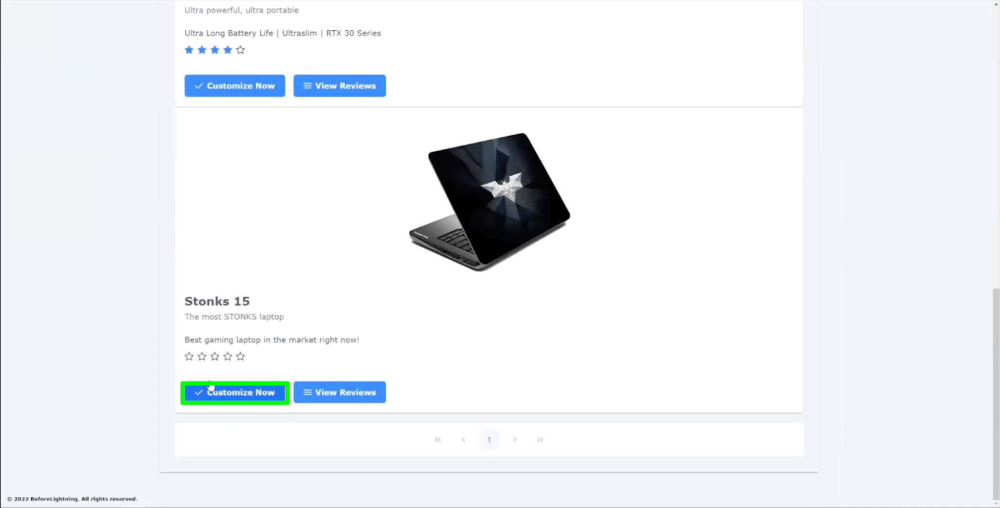 Ultra powerful, ultra portable
Ultra Long Battery Life | Ultraslim | RTX 30 Series
Customize Now
View Reviews
Stonks 15
The most STONKS laptop
Best gaming laptop in the market right now!
Customize Now
View Reviews
« ‹ 1 › »
© 2022 BeforeLightning. All rights reserved.